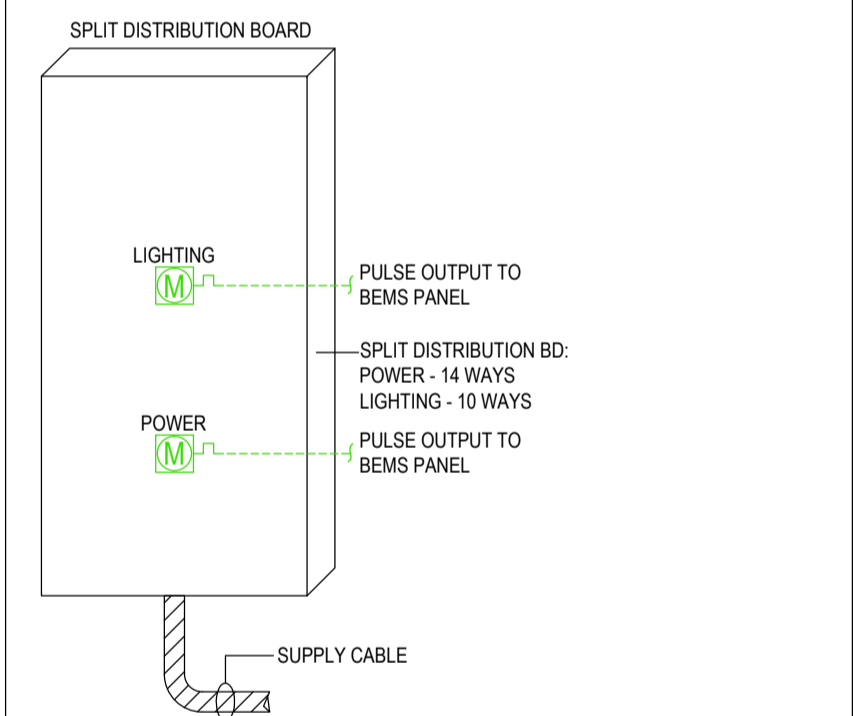 SPLIT DISTRIBUTION BOARD
LIGHTING
M
PULSE OUTPUT TO
BEMS PANEL
SPLIT DISTRIBUTION BD:
POWER - 14 WAYS
LIGHTING - 10 WAYS
POWER
M
PULSE OUTPUT TO
BEMS PANEL
SUPPLY CABLE